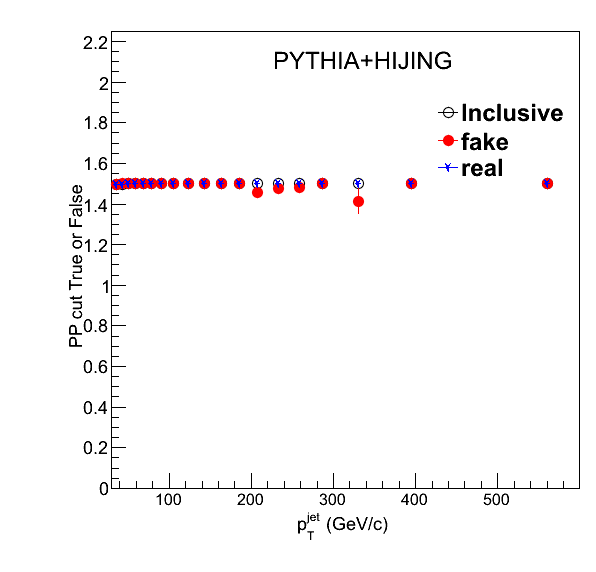 PYTHIA+HIJING
Inclusive
fake
real
PP cut True or False
2.2
2
1.8
1.6
1.4
1.2
1
0.8
0.6
0.4
0.2
0
100 200 300 400 500
p_T^jet (GeV/c)